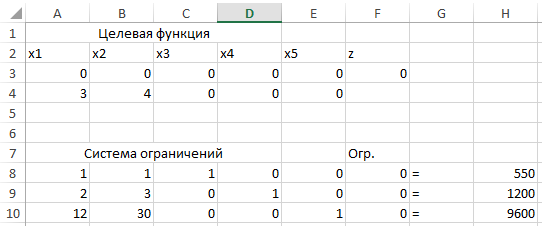 A B C D E F G H
1 Целевая функция
2 x1 x2 x3 x4 x5 z
3 0 0 0 0 0 0
4 3 4 0 0 0
5
6
7 Система ограничений Огр.
8 1 1 1 0 0 0 = 550
9 2 3 0 1 0 0 = 1200
10 12 30 0 0 1 0 = 9600